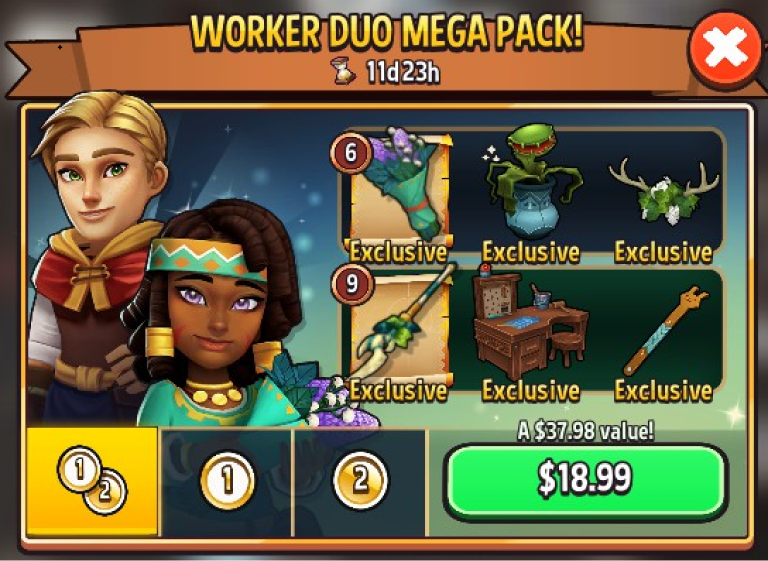 WORKER DUO MEGA PACK!
11d23h
6
Exclusive Exclusive Exclusive
9
Exclusive Exclusive Exclusive
A $37.98 value!
1 2 1 2 $18.99